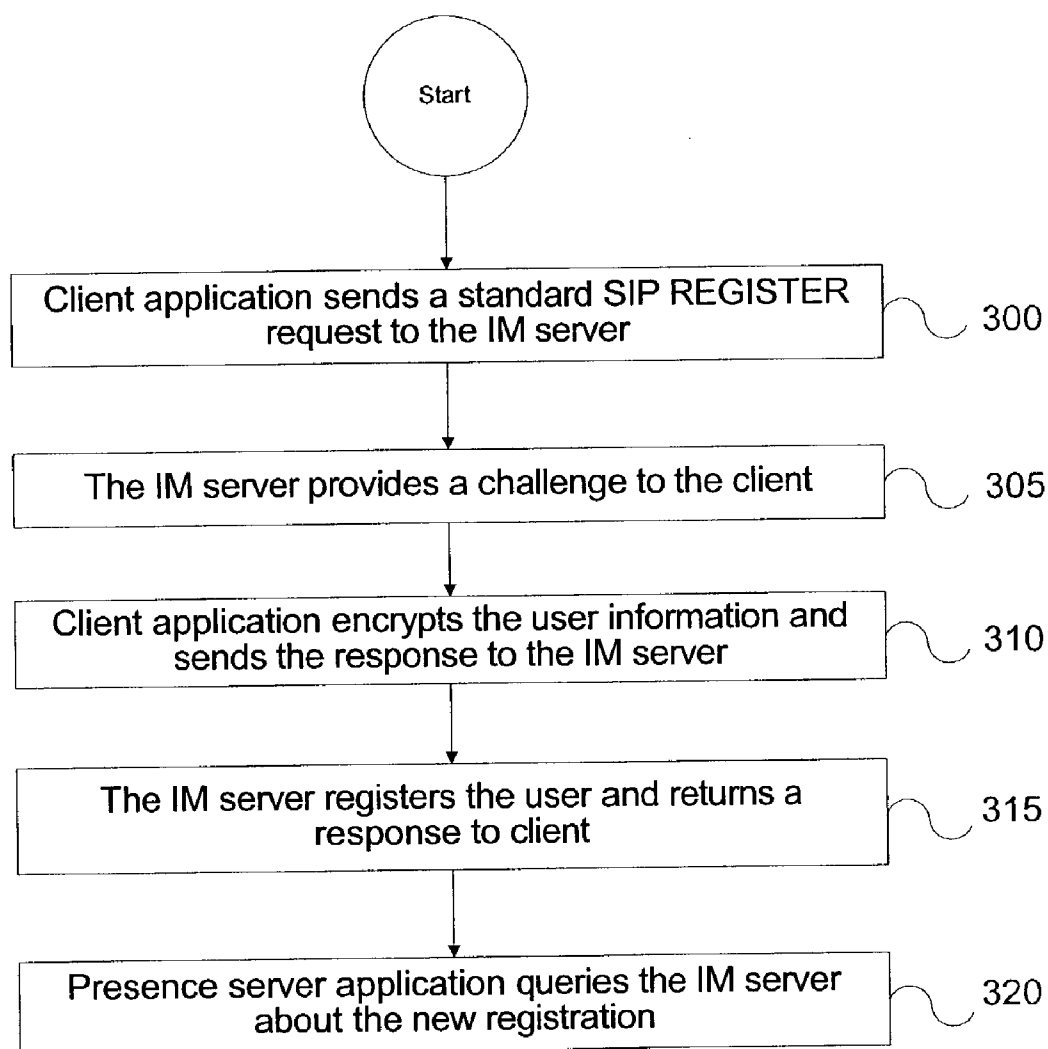 Start
Client application sends a standard SIP REGISTER
request to the IM server
300
The IM server provides a challenge to the client
305
Client application encrypts the user information and
sends the response to the IM server
310
The IM server registers the user and returns a
response to client
315
Presence server application queries the IM server
about the new registration
320